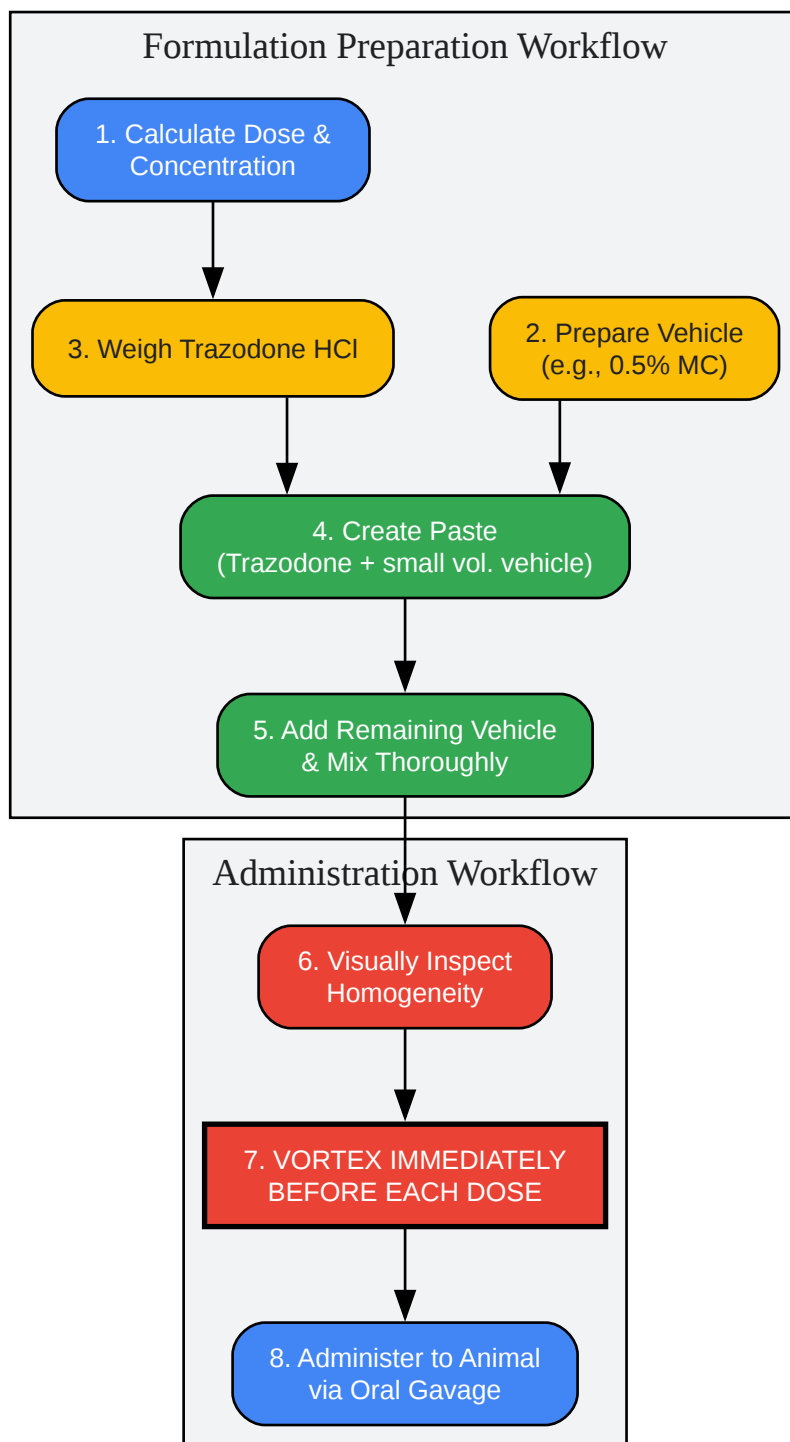 Formulation Preparation Workflow
1. Calculate Dose &
Concentration
3. Weigh Trazodone HCl
2. Prepare Vehicle
(e.g., 0.5% MC)
4. Create Paste
(Trazodone + small vol. vehicle)
5. Add Remaining Vehicle
& Mix Thoroughly
Administration Workflow
6. Visually Inspect
Homogeneity
7. VORTEX IMMEDIATELY
BEFORE EACH DOSE
8. Administer to Animal
via Oral Gavage